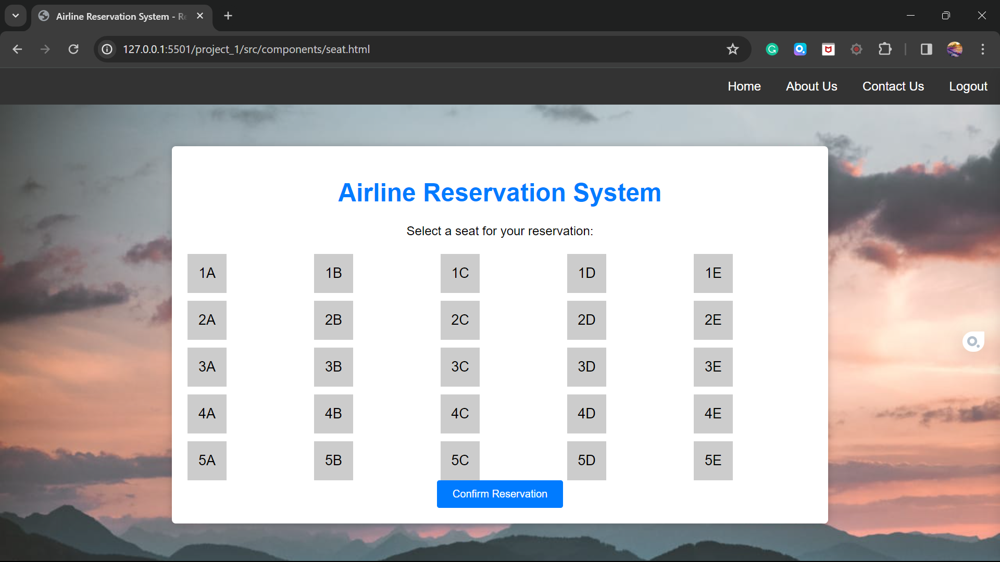 Airline Reservation System - Re
127.0.0.1:5501/project_1/src/components/seat.html
Home About Us Contact Us Logout
Airline Reservation System
Select a seat for your reservation:
1A 1B 1C 1D 1E
2A 2B 2C 2D 2E
3A 3B 3C 3D 3E
4A 4B 4C 4D 4E
5A 5B 5C 5D 5E
Confirm Reservation